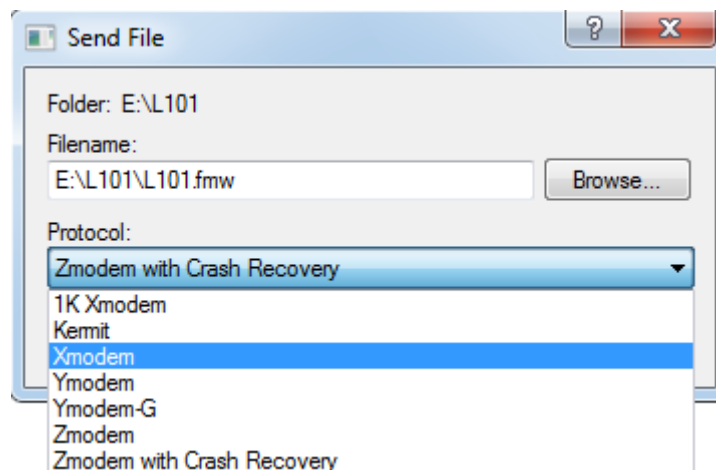 Send File
Folder: E:\L101
Filename:
E:\L101\L101.fmw
Browse...
Protocol:
Zmodem with Crash Recovery
1K Xmodem
Kermit
Xmodem
Ymodem
Ymodem-G
Zmodem
Zmodem with Crash Recovery